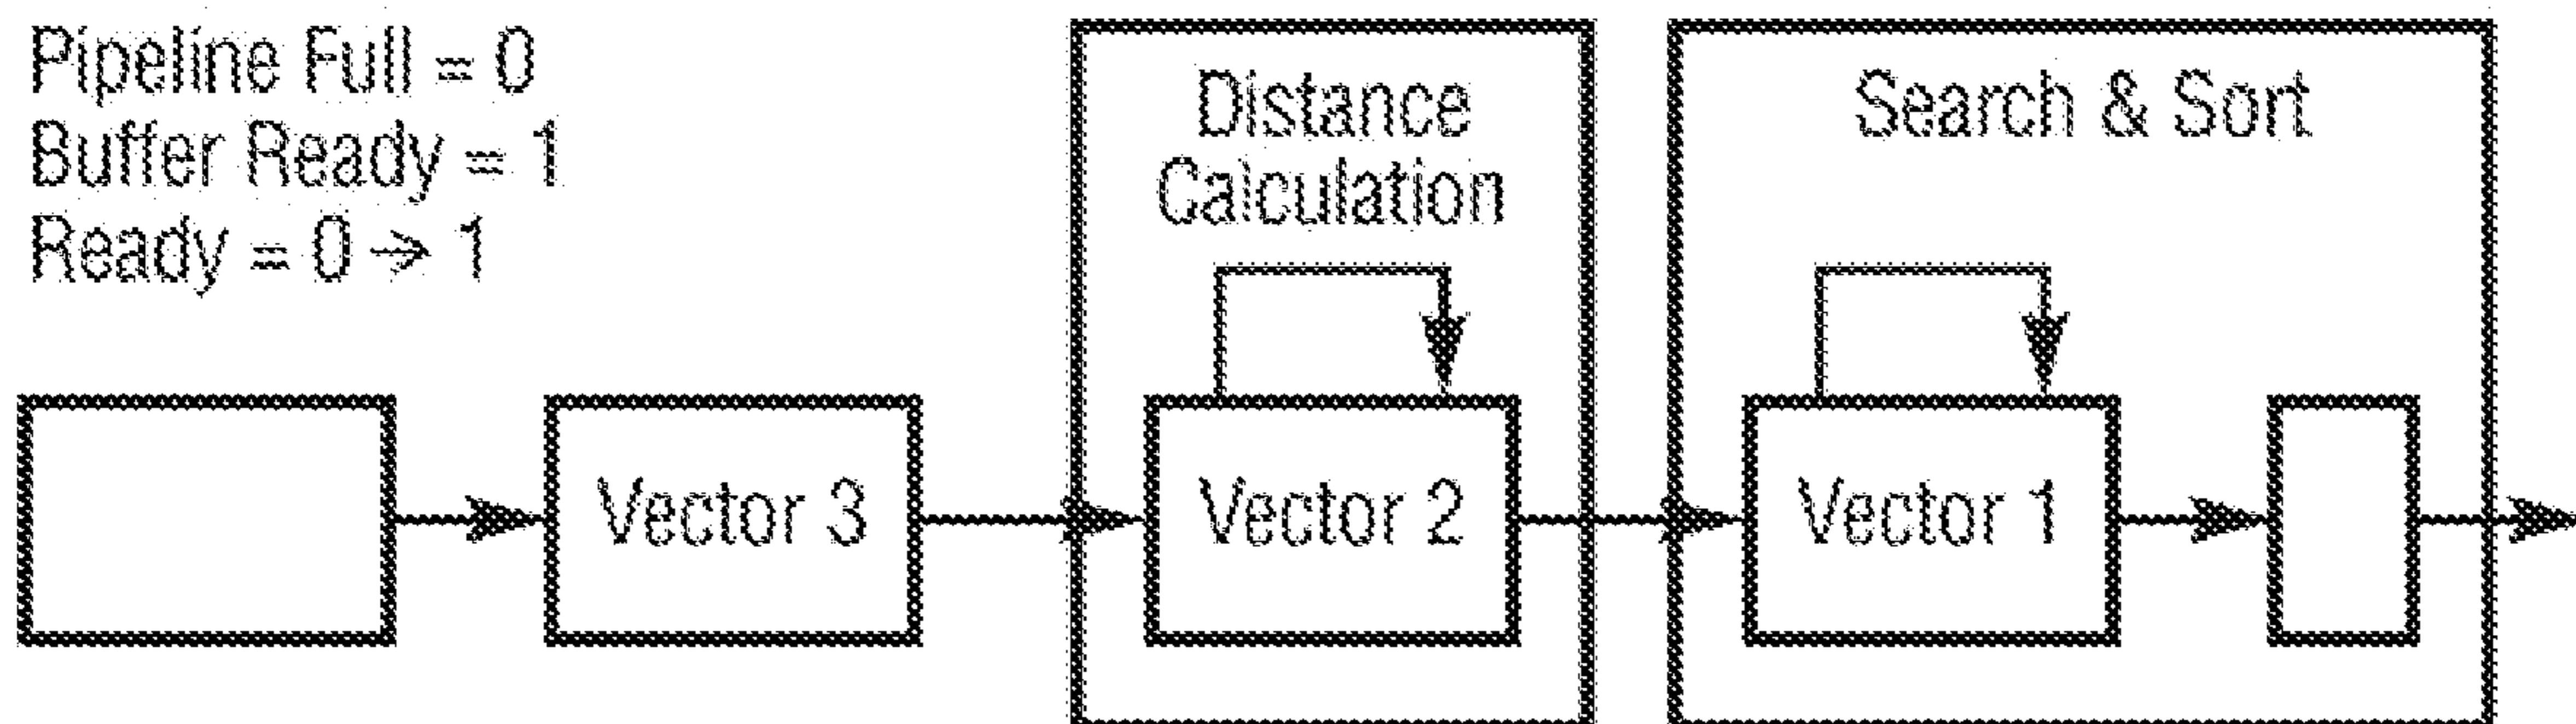 Pipeline Full = 0
Buffer Ready = 1
Ready = 0 → 1
Distance
Calculation
Search & Sort
Vector 3
Vector 2
Vector 1